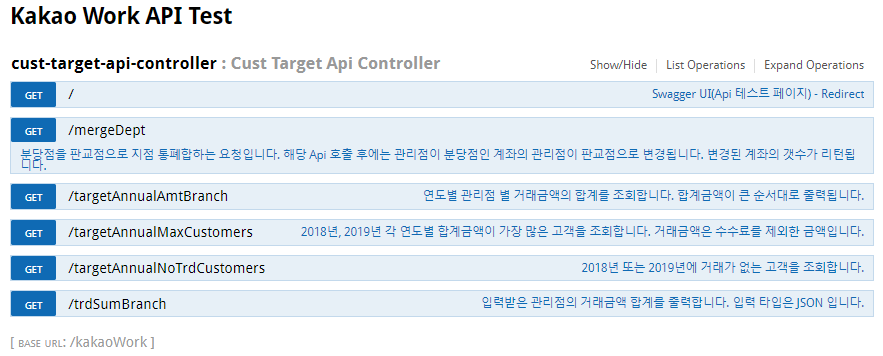 Kakao Work API Test
cust-target-api-controller : Cust Target Api Controller Show/Hide List Operations Expand Operations
GET / Swagger UI(Api 테스트 페이지) - Redirect
GET /mergeDept
분당점을 판교점으로 지점 통폐합하는 요청입니다. 해당 Api 호출 후에는 관리점이 분당점인 계좌의 관리점이 판교점으로 변경됩니다. 변경된 계좌의 갯수가 리턴됩
니다.
GET /targetAnnualAmtBranch 연도별 관리점 별 거래금액의 합계를 조회합니다. 합계금액이 큰 순서대로 출력됩니다.
GET /targetAnnualMaxCustomers 2018년, 2019년 각 연도별 합계금액이 가장 많은 고객을 조회합니다. 거래금액은 수수료를 제외한 금액입니다.
GET /targetAnnualNoTrdCustomers 2018년 또는 2019년에 거래가 없는 고객을 조회합니다.
GET /trdSumBranch 입력받은 관리점의 거래금액 합계를 출력합니다. 입력 타입은 JSON 입니다.
[ BASE URL: /kakaoWork ]